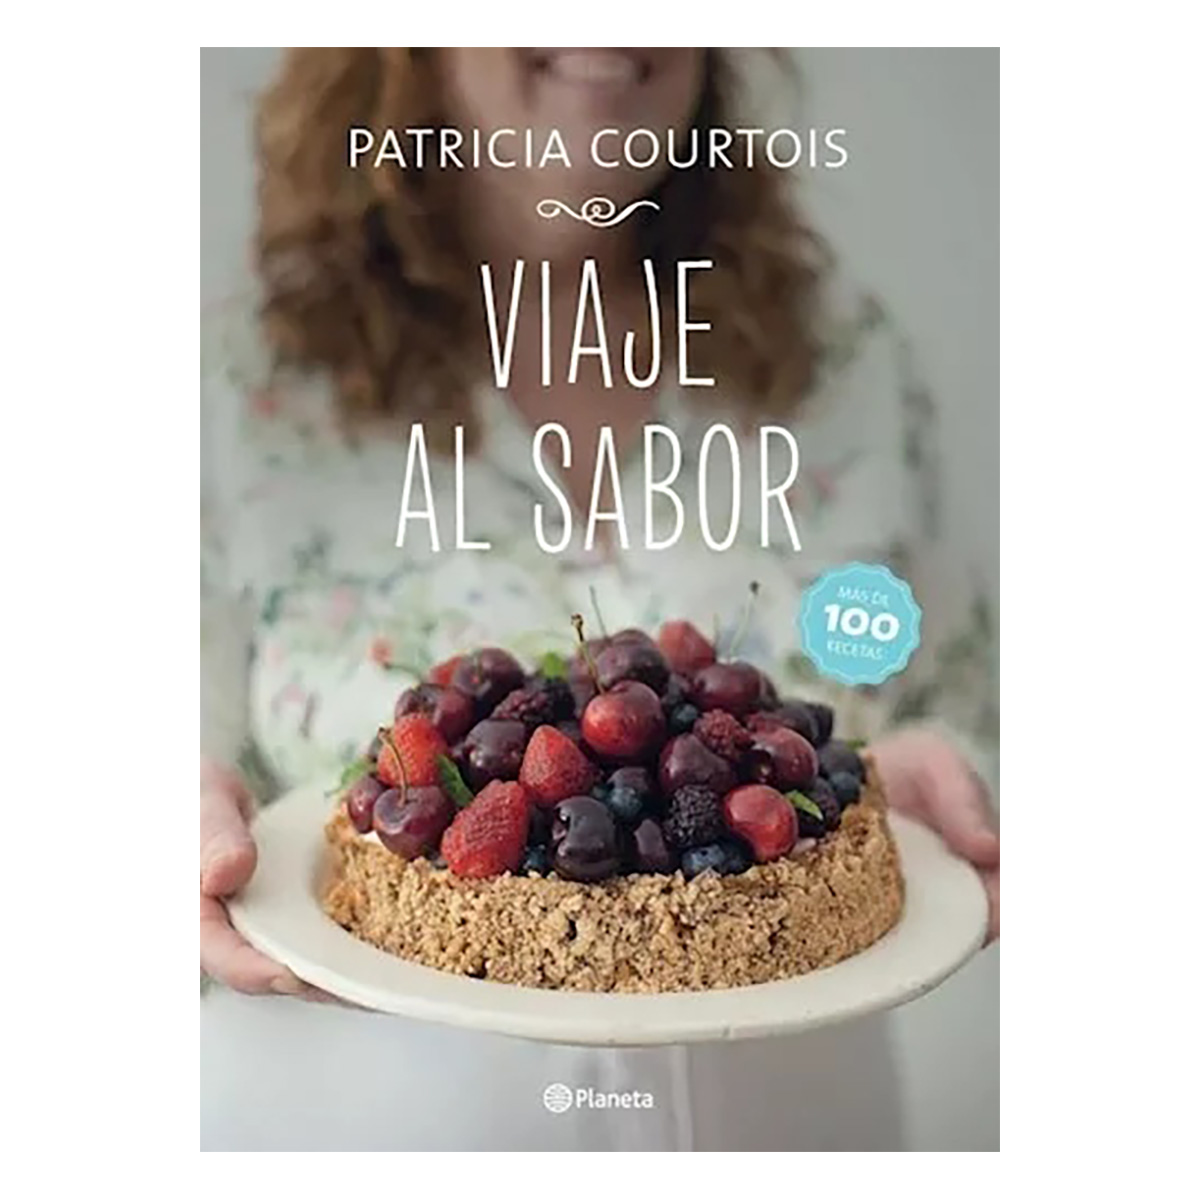 PATRICIA COURTOIS
VIAJE
AL SABOR
MÁS DE
100
RECETAS
Planeta